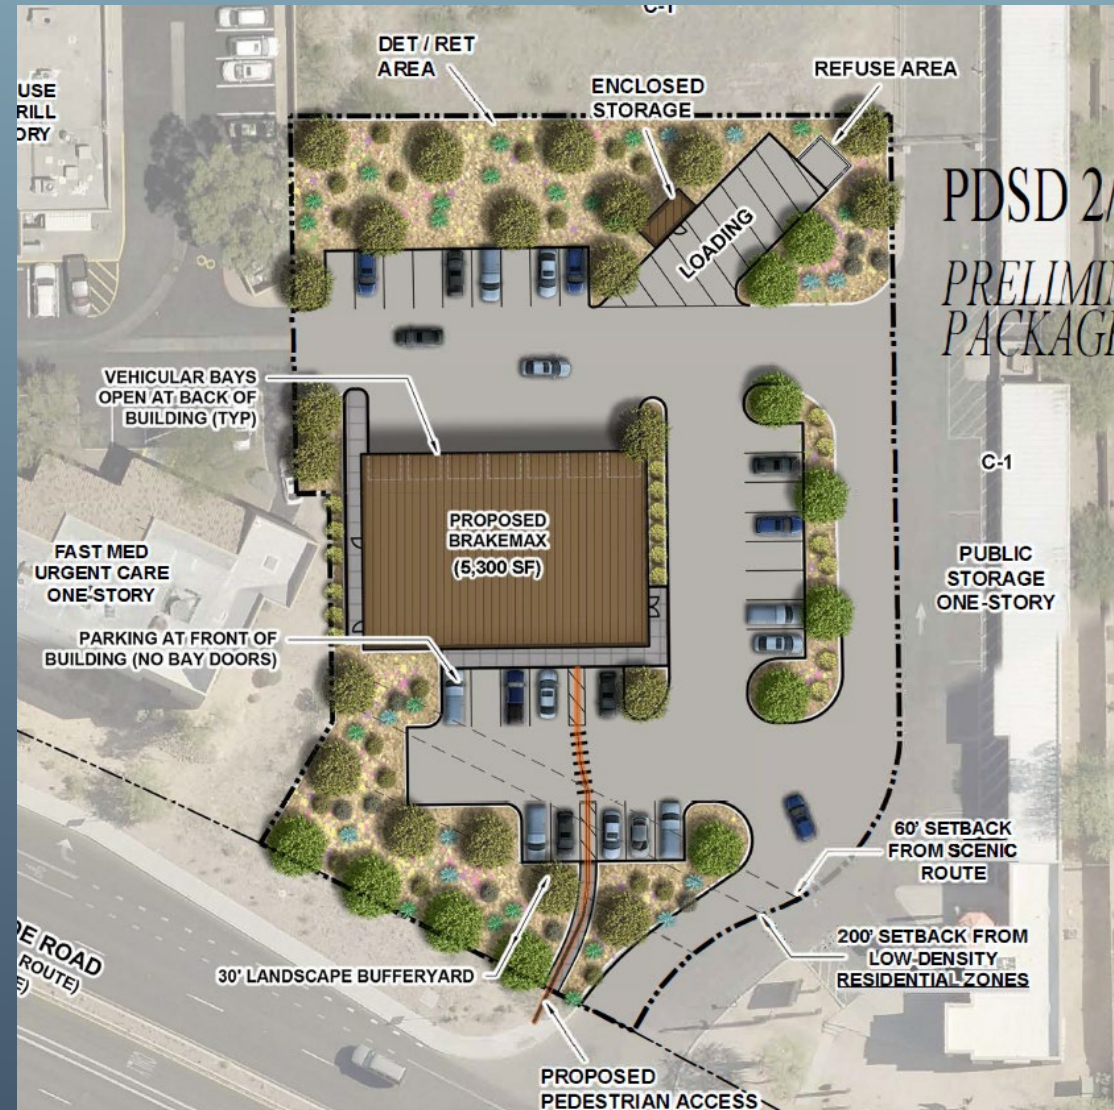 C-1
DET / RET
AREA
REFUSE AREA
ENCLOSED
STORAGE
USE
RILL
ORY
PDSD 2
PRELIMI
PACKAGE
LOADING
VEHICULAR BAYS
OPEN AT BACK OF
BUILDING (TYP)
C-1
PROPOSED
BRAKEMAX
(5,300 SF)
FAST MED
URGENT CARE
ONE-STORY
PUBLIC
STORAGE
ONE-STORY
PARKING AT FRONT OF
BUILDING (NO BAY DOORS)
60' SETBACK
FROM SCENIC
ROUTE
200' SETBACK FROM
LOW-DENSITY
RESIDENTIAL ZONES
DE ROAD
ROUTE)
E)
30' LANDSCAPE BUFFERYARD
PROPOSED
PEDESTRIAN ACCESS